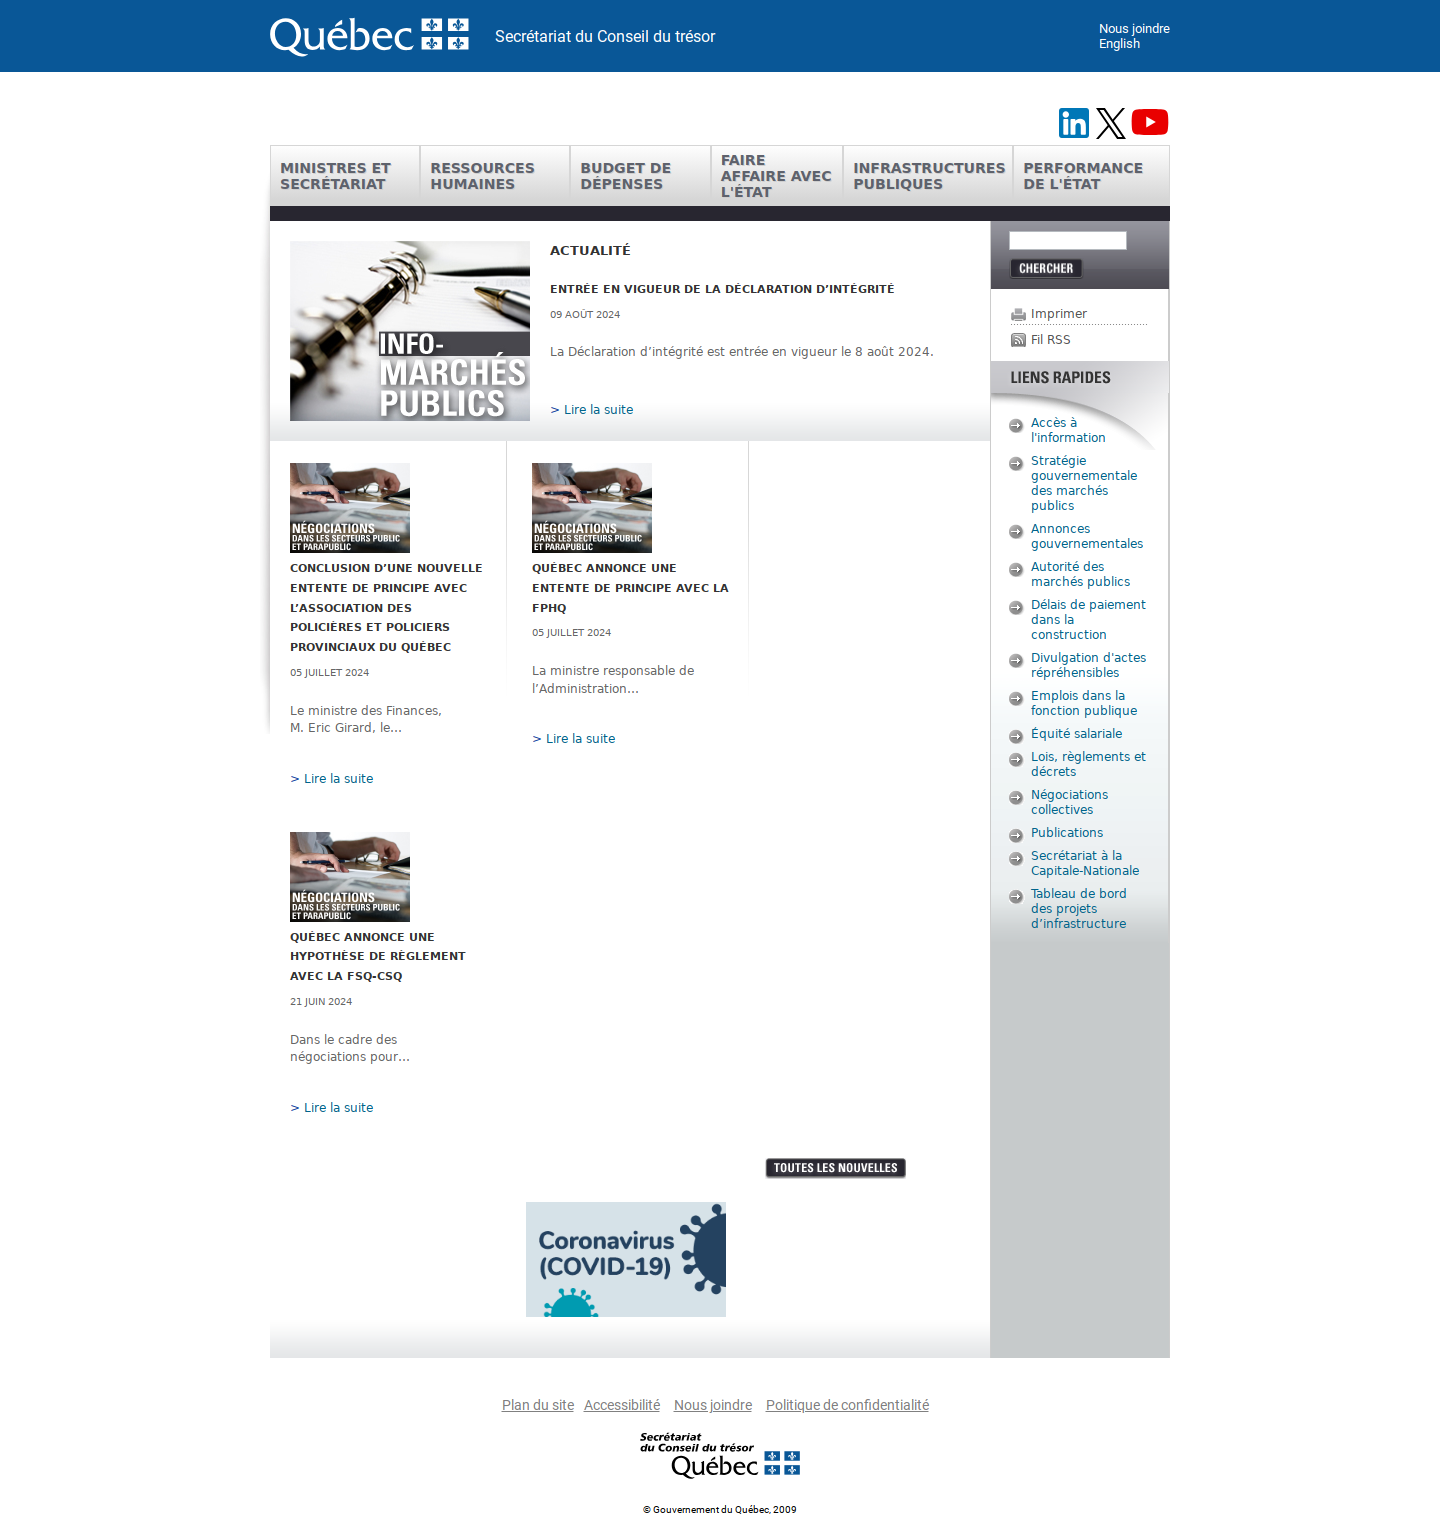 Québec
Secrétariat du Conseil du trésor
Nous joindre
English
in
MINISTRES ET
SECRÉTARIAT
RESSOURCES
HUMAINES
BUDGET DE
DÉPENSES
FAIRE
AFFAIRE AVEC
L'ÉTAT
INFRASTRUCTURES
PUBLIQUES
PERFORMANCE
DE L'ÉTAT
INFO-
MARCHÉS
PUBLICS
ACTUALITÉ
ENTRÉE EN VIGUEUR DE LA DÉCLARATION D’INTÉGRITÉ
09 AOÛT 2024
La Déclaration d’intégrité est entrée en vigueur le 8 août 2024.
> Lire la suite
NÉGOCIATIONS
DANS LES SECTEURS PUBLIC
ET PARAPUBLIC
CONCLUSION D’UNE NOUVELLE
ENTENTE DE PRINCIPE AVEC
L’ASSOCIATION DES
POLICIÈRES ET POLICIERS
PROVINCIAUX DU QUÉBEC
05 JUILLET 2024
Le ministre des Finances,
M. Eric Girard, le...
> Lire la suite
NÉGOCIATIONS
DANS LES SECTEURS PUBLIC
ET PARAPUBLIC
QUÉBEC ANNONCE UNE
ENTENTE DE PRINCIPE AVEC LA
FPHQ
05 JUILLET 2024
La ministre responsable de
l’Administration...
> Lire la suite
NÉGOCIATIONS
DANS LES SECTEURS PUBLIC
ET PARAPUBLIC
QUÉBEC ANNONCE UNE
HYPOTHÈSE DE RÈGLEMENT
AVEC LA FSQ-CSQ
21 JUIN 2024
Dans le cadre des
négociations pour...
> Lire la suite
TOUTES LES NOUVELLES
Coronavirus
(COVID-19)
CHERCHER
Imprimer
Fil RSS
LIENS RAPIDES
Accès à
l'information
Stratégie
gouvernementale
des marchés
publics
Annonces
gouvernementales
Autorité des
marchés publics
Délais de paiement
dans la
construction
Divulgation d'actes
répréhensibles
Emplois dans la
fonction publique
Équité salariale
Lois, règlements et
décrets
Négociations
collectives
Publications
Secrétariat à la
Capitale-Nationale
Tableau de bord
des projets
d’infrastructure
Plan du site
Accessibilité
Nous joindre
Politique de confidentialité
Secrétariat
du Conseil du trésor
Québec
© Gouvernement du Québec, 2009